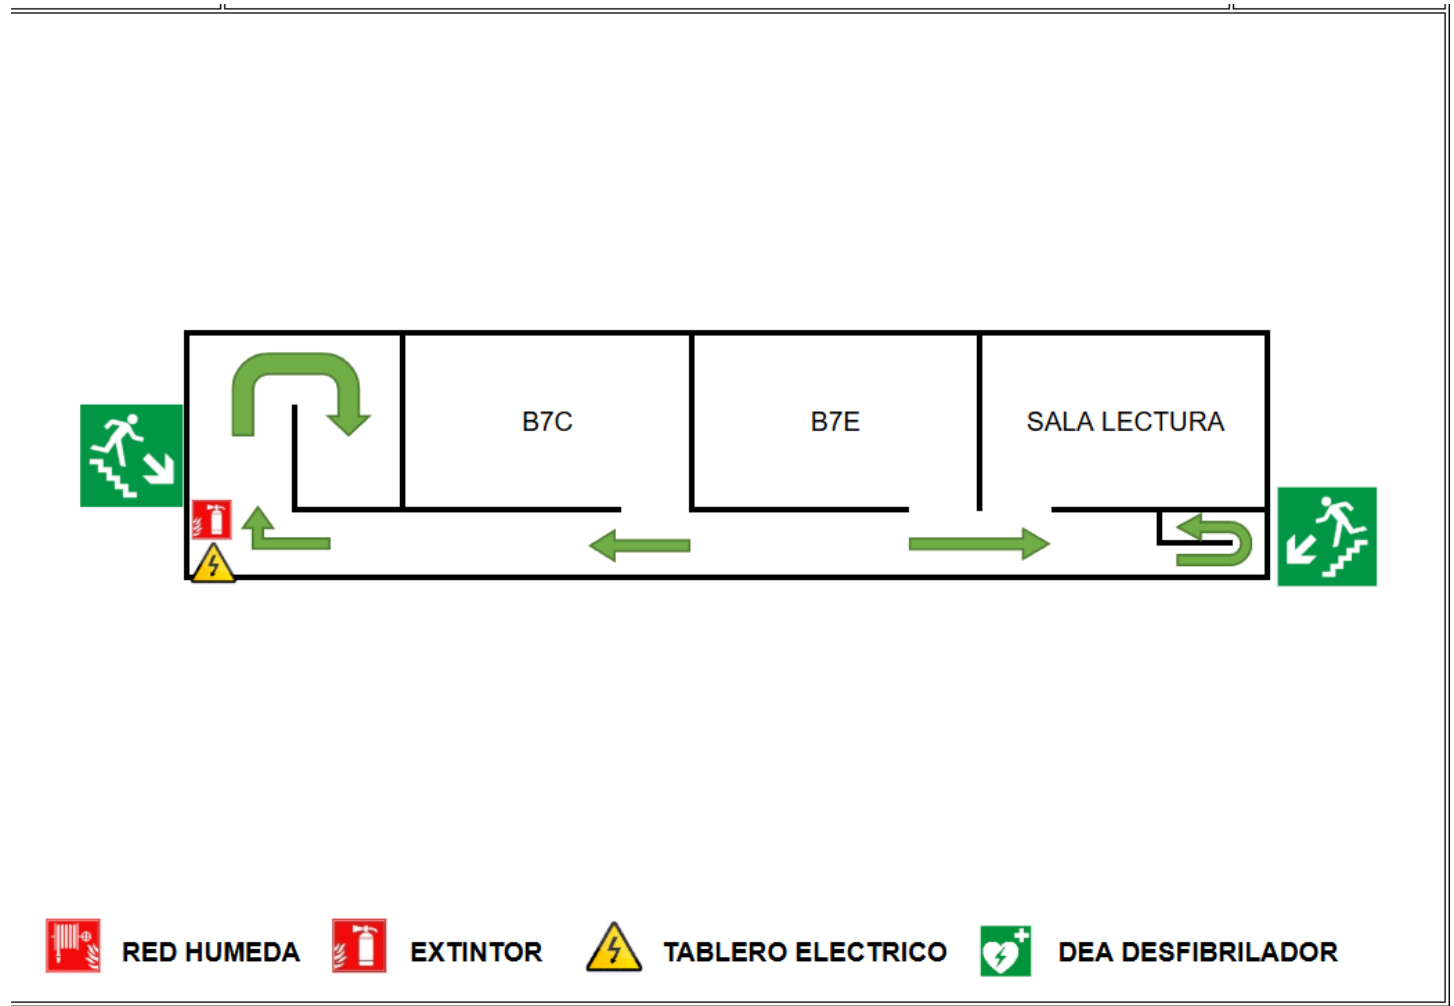 B7C
B7E
SALA LECTURA
RED HUMEDA
EXTINTOR
TABLERO ELECTRICO
DEA DESFIBRILADOR